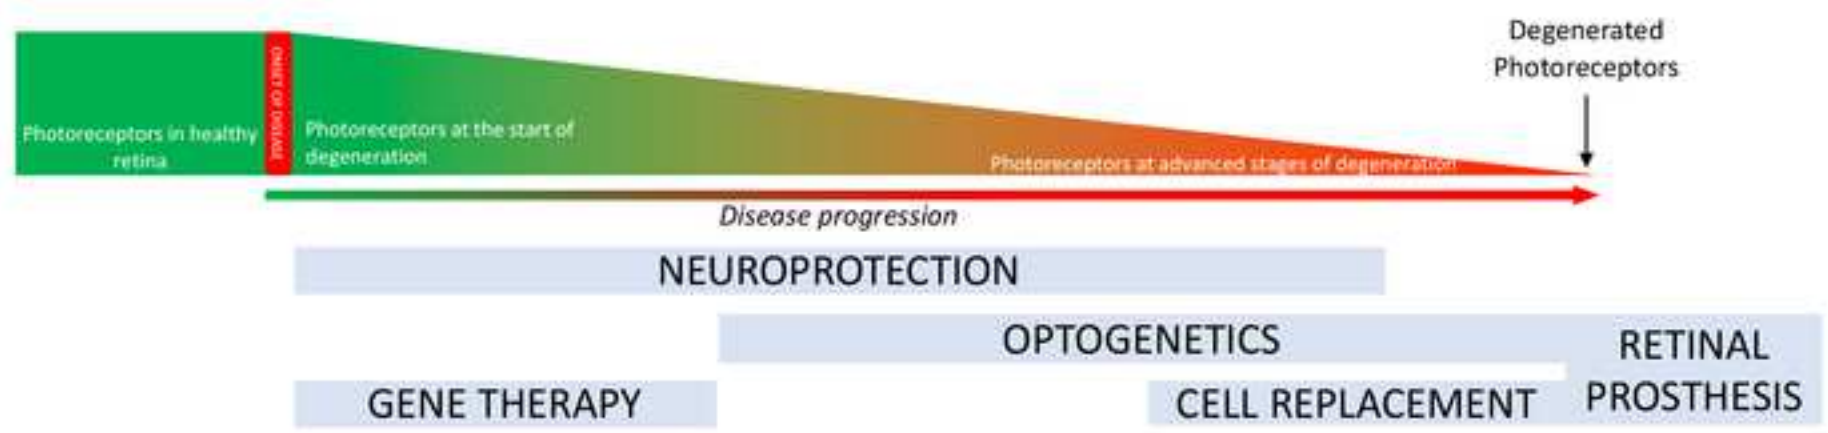 Degenerated
Photoreceptors
ONSET OF DISEASE
Photoreceptors in healthy
retina
Photoreceptors at the start of
degeneration
Photoreceptors at advanced stages of degeneration
Disease progression
NEUROPROTECTION
OPTOGENETICS
RETINAL
PROSTHESIS
GENE THERAPY
CELL REPLACEMENT